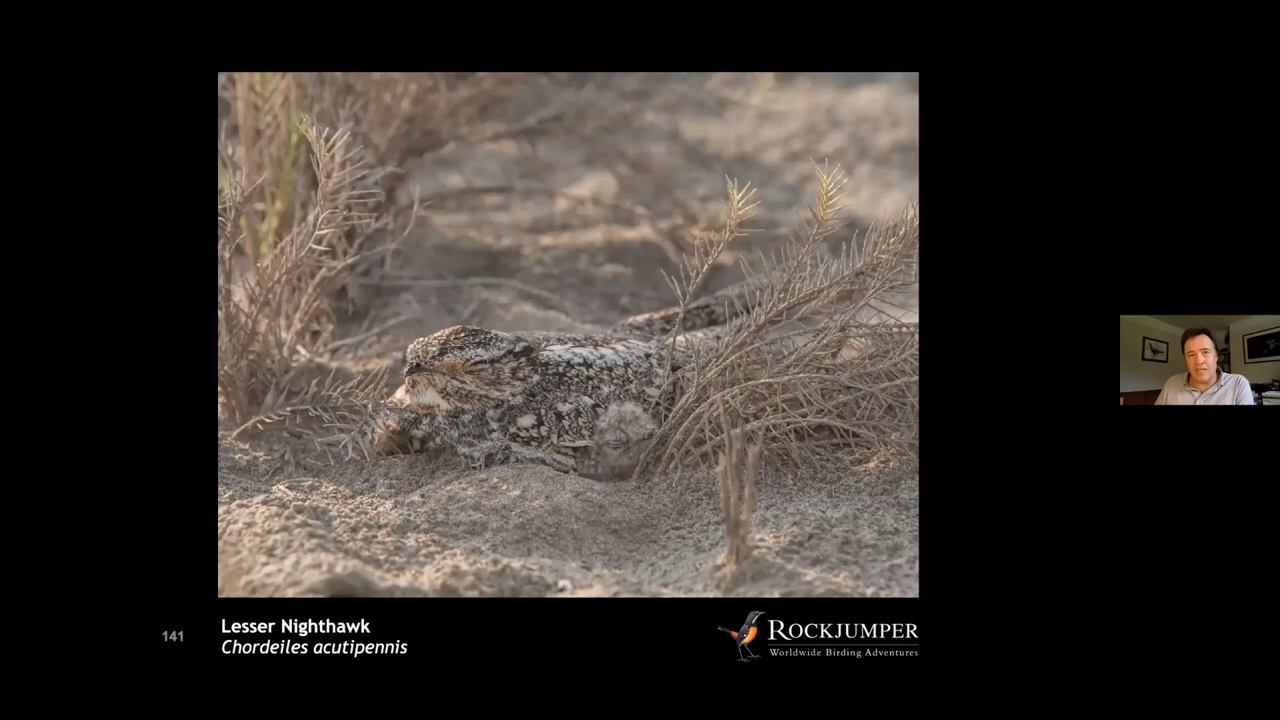 141
Lesser Nighthawk
Chordeiles acutipennis
ROCKJUMPER
Worldwide Birding Adventures